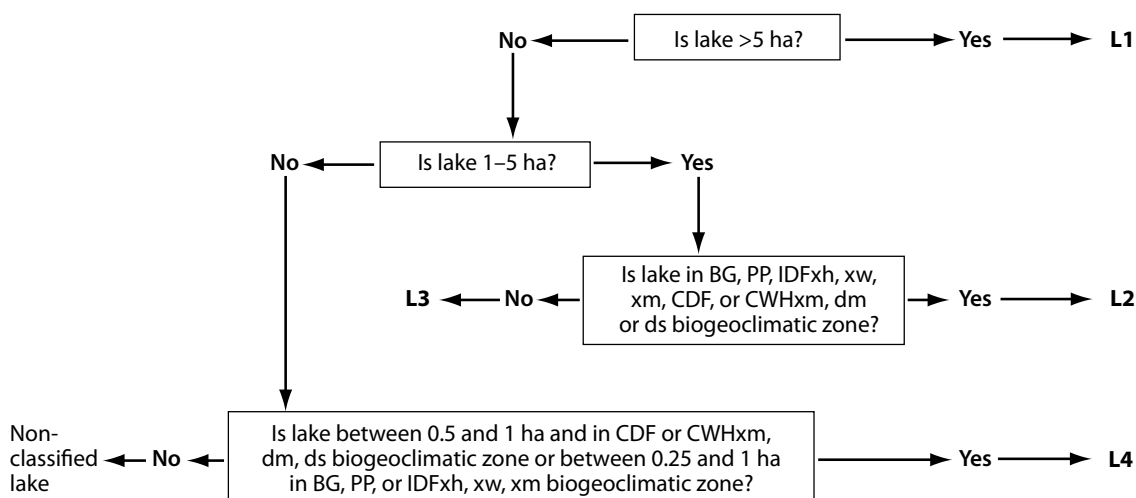 No
Is lake >5 ha?
Yes
L1
No
Is lake 1–5 ha?
Yes
L3
No
Is lake in BG, PP, IDFxh, xw,
xm, CDF, or CWHxm, dm
or ds biogeoclimatic zone?
Yes
L2
Non-
classified
lake
No
Is lake between 0.5 and 1 ha and in CDF or CWHxm,
dm, ds biogeoclimatic zone or between 0.25 and 1 ha
in BG, PP, or IDFxh, xw, xm biogeoclimatic zone?
Yes
L4